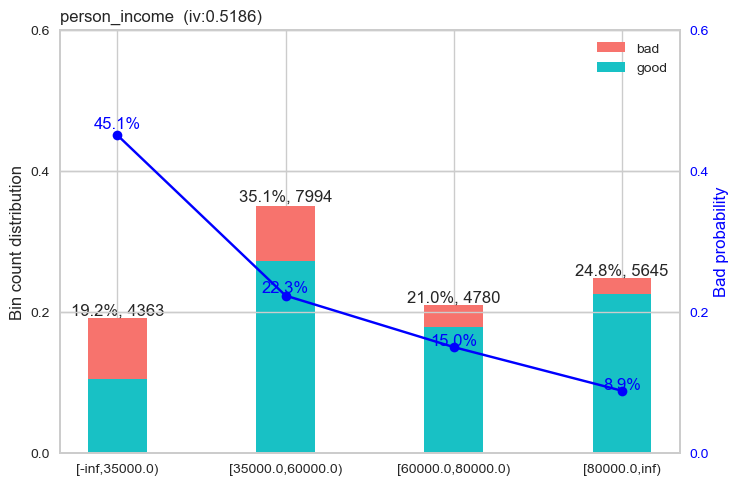 person_income  (iv:0.5186)
0.6
0.4
0.2
0.0
Bin count distribution
0.6
0.4
0.2
0.0
Bad probability
bad
good
45.1%
22.3%
15.0%
8.9%
19.2%, 4363
35.1%, 7994
21.0%, 4780
24.8%, 5645
[-inf,35000.0)
[35000.0,60000.0)
[60000.0,80000.0)
[80000.0,inf)